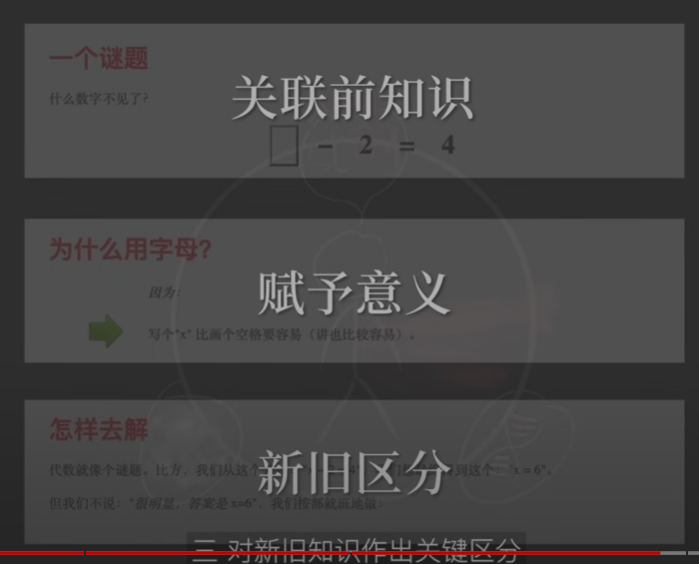 一个谜题
关联前知识
什么数字不见了?
□ － 2 = 4
为什么用字母?
赋予意义
因为:
写个"x" 比画个空格要容易（讲也比较容易）。
怎样去解
新旧区分
代数就像个谜题。比方，我们从这个
得到这个："x = 6"。
但我们不说："很明显，答案是 x=6"，我们按部就班地做:
三 对新旧知识作出关键区分